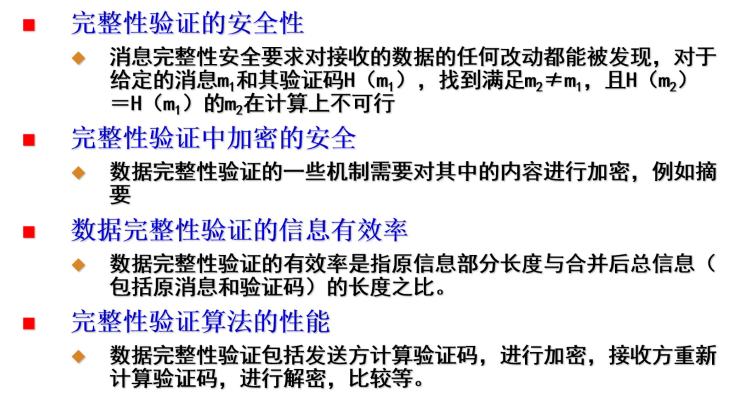 完整性验证的安全性
消息完整性安全要求对接收的数据的任何改动都能被发现，对于
给定的消息m₁和其验证码H（m₁），找到满足m₂≠m₁，且H（m₂）
＝H（m₁）的m₂在计算上不可行
完整性验证中加密的安全
数据完整性验证的一些机制需要对其中的内容进行加密，例如摘
要
数据完整性验证的信息有效率
数据完整性验证的有效率是指原信息部分长度与合并后总信息（
包括原消息和验证码）的长度之比。
完整性验证算法的性能
数据完整性验证包括发送方计算验证码，进行加密，接收方重新
计算验证码，进行解密，比较等。